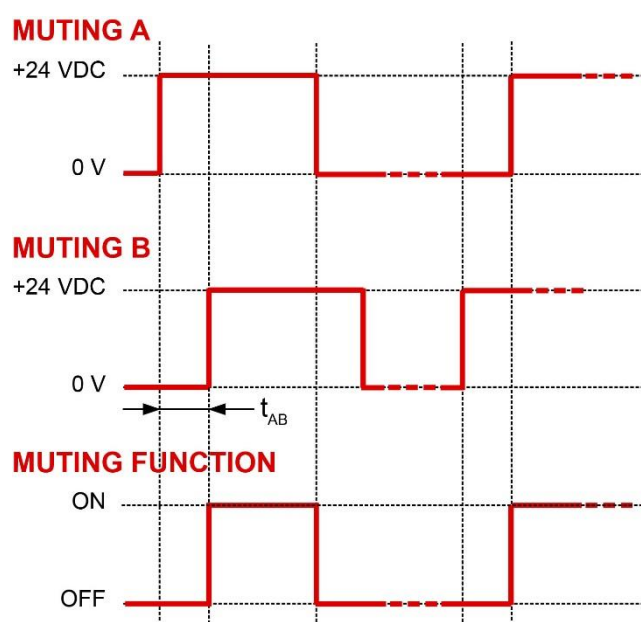 MUTING A
+24 VDC
0 V
MUTING B
+24 VDC
0 V
tAB
MUTING FUNCTION
ON
OFF